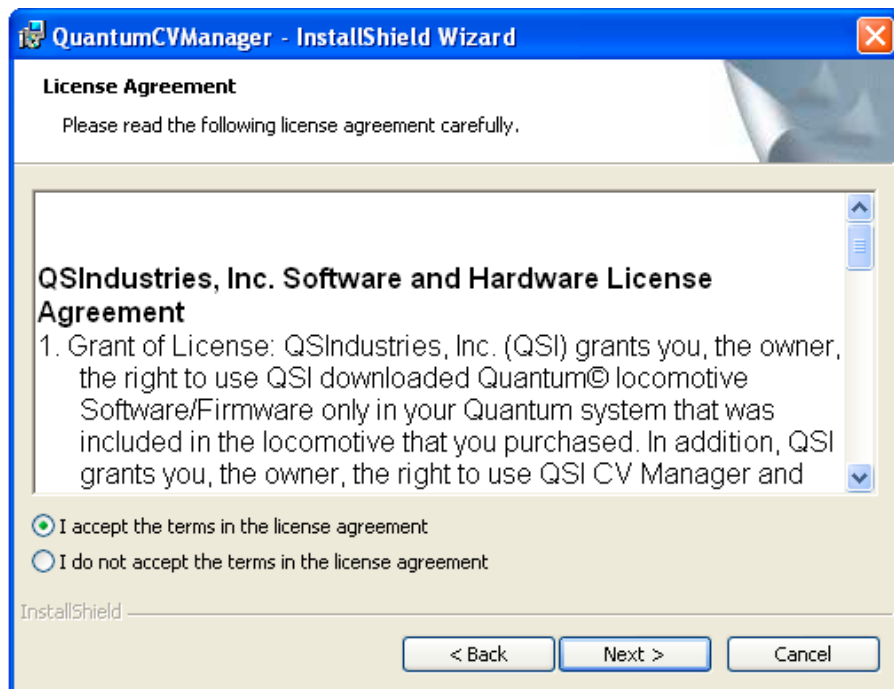 QuantumCVManager - InstallShield Wizard
License Agreement
Please read the following license agreement carefully.
QSIndustries, Inc. Software and Hardware License
Agreement
1. Grant of License: QSIndustries, Inc. (QSI) grants you, the owner,
the right to use QSI downloaded Quantum© locomotive
Software/Firmware only in your Quantum system that was
included in the locomotive that you purchased. In addition, QSI
grants you, the owner, the right to use QSI CV Manager and
I accept the terms in the license agreement
I do not accept the terms in the license agreement
InstallShield
< Back
Next >
Cancel